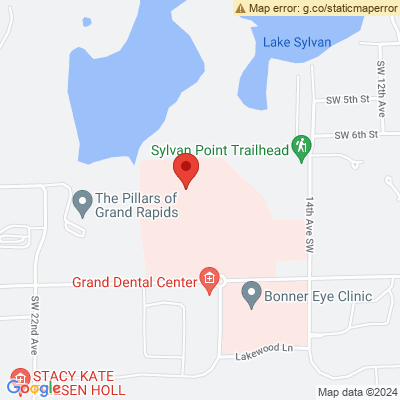 Map error: g.co/staticmaperror
Lake Sylvan
SW 12th Ave
SW 5th St
SW 6th St
Sylvan Point Trailhead
The Pillars of
Grand Rapids
14th Ave SW
Grand Dental Center
Bonner Eye Clinic
SW 22nd Ave
Lakewood Ln
STACY KATE
ESEN HOLL
Google
Map data ©2024